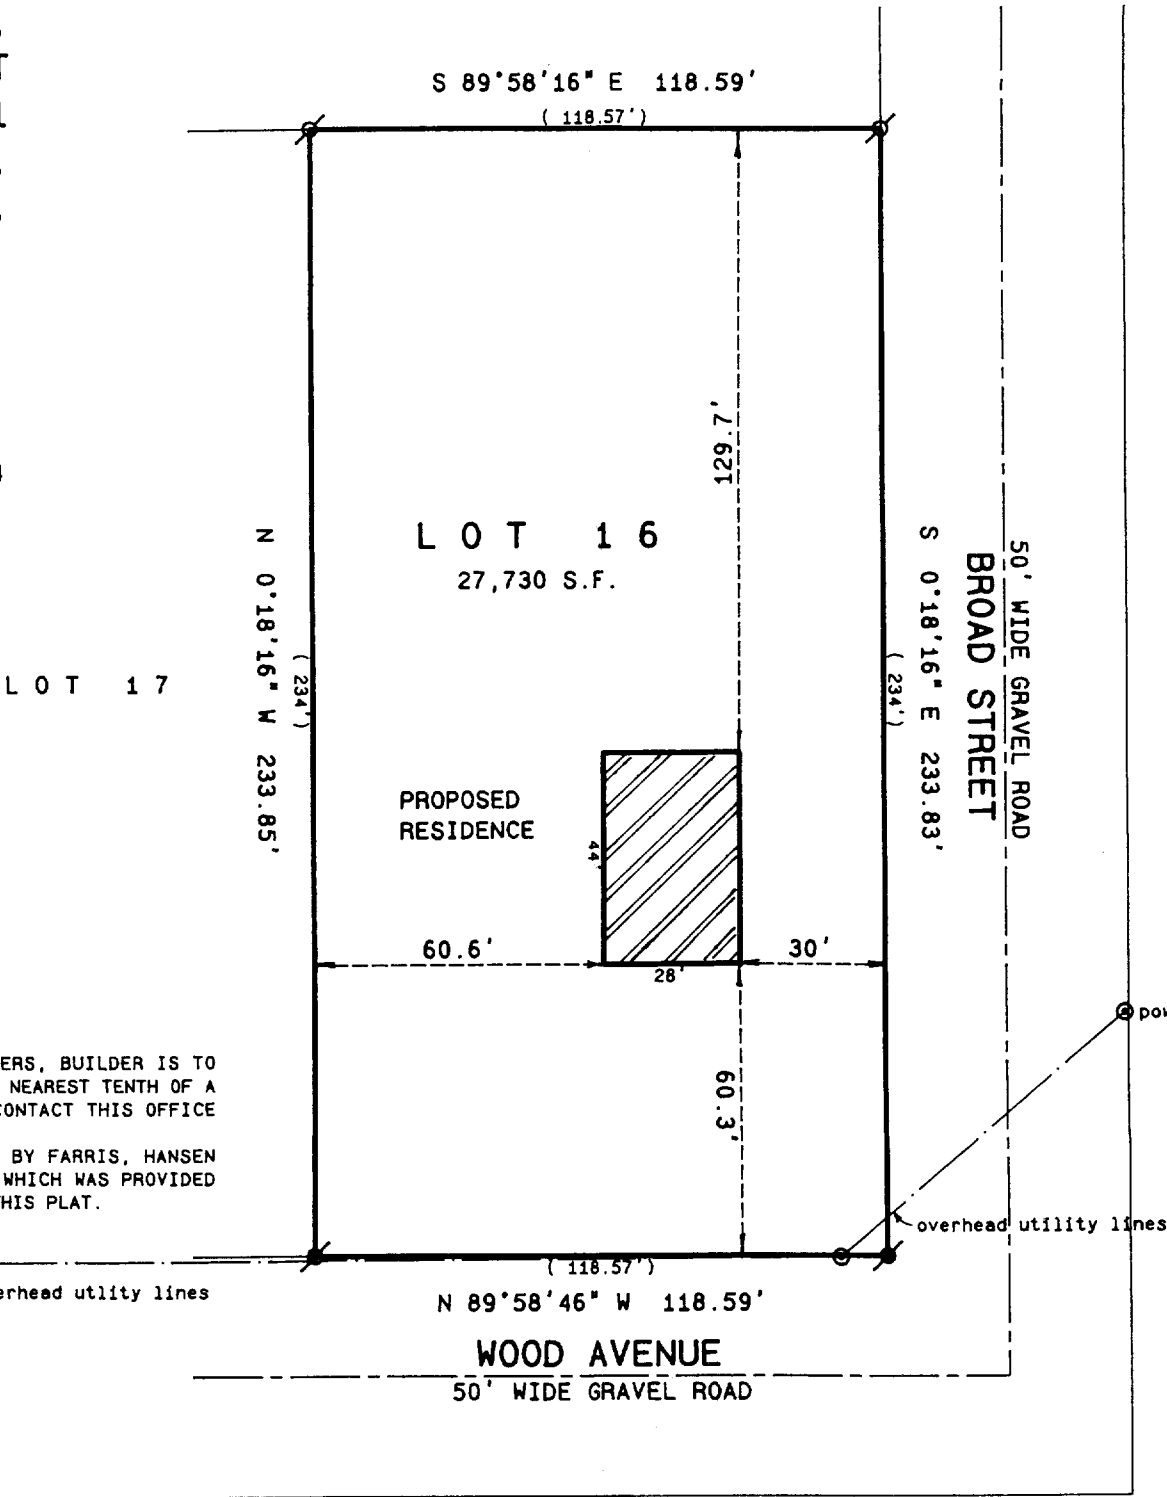 S 89°58'16" E 118.59'
( 118.57')
129.7'
LOT 16
27,730 S.F.
N 0°18'16" W 233.85'
( 234')
S 0°18'16" E 233.83'
( 234')
BROAD STREET
50' WIDE GRAVEL ROAD
LOT 17
PROPOSED
RESIDENCE
44'
60.6'
28'
30'
60.3'
ERS, BUILDER IS TO
NEAREST TENTH OF A
CONTACT THIS OFFICE
BY FARRIS, HANSEN
WHICH WAS PROVIDED
THIS PLAT.
overhead utility lines
erhead utlity lines
( 118.57')
N 89°58'46" W 118.59'
WOOD AVENUE
50' WIDE GRAVEL ROAD